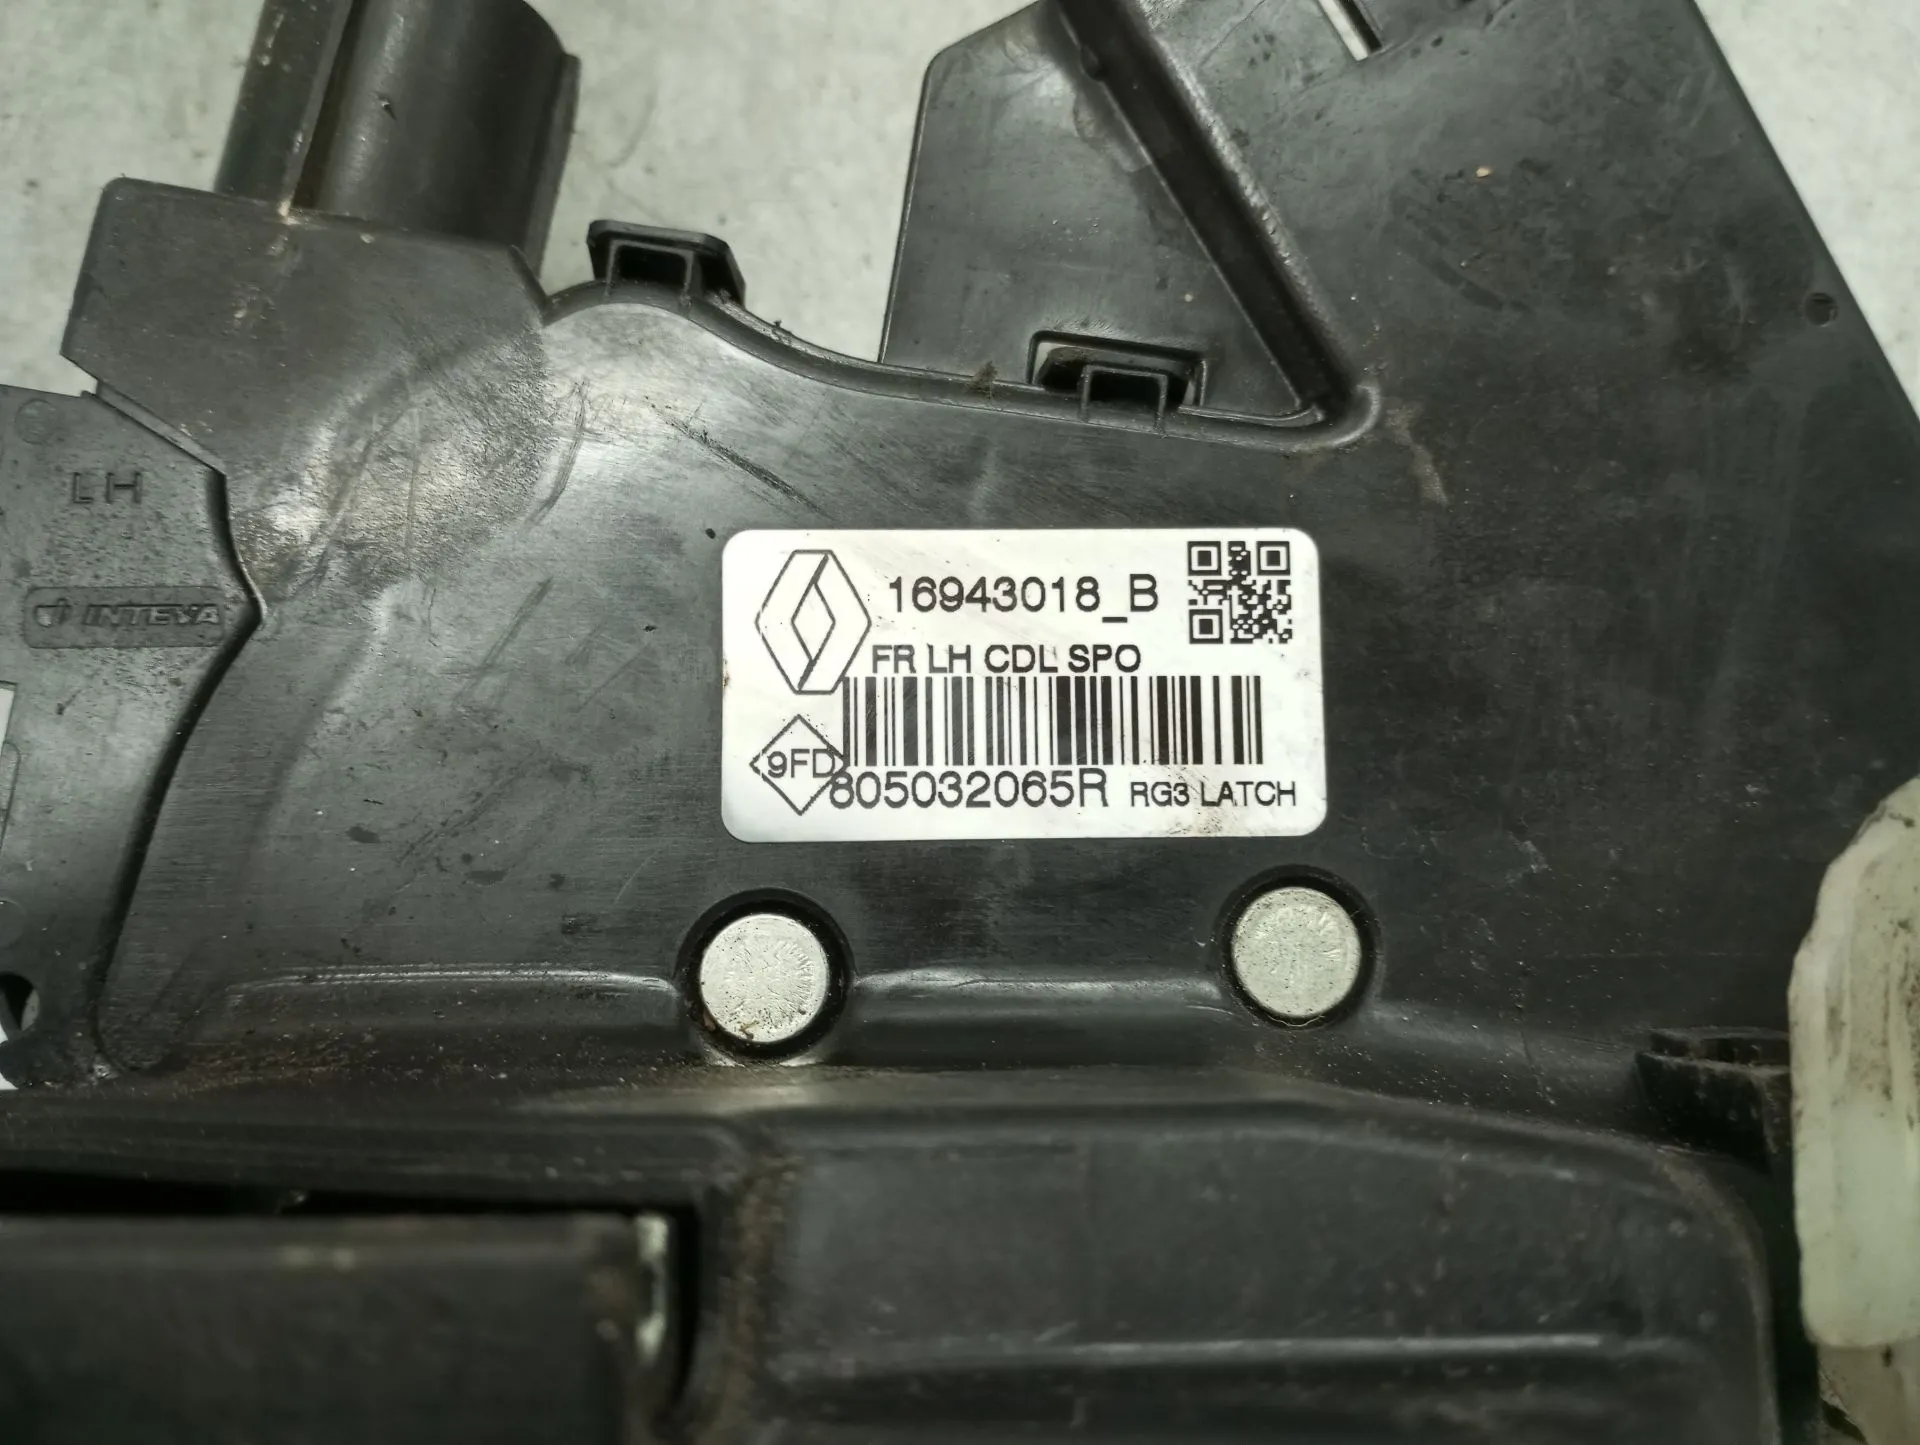 LH
INTEVA
16943018_B
FR LH CDL SPO
9FD
805032065R RG3 LATCH